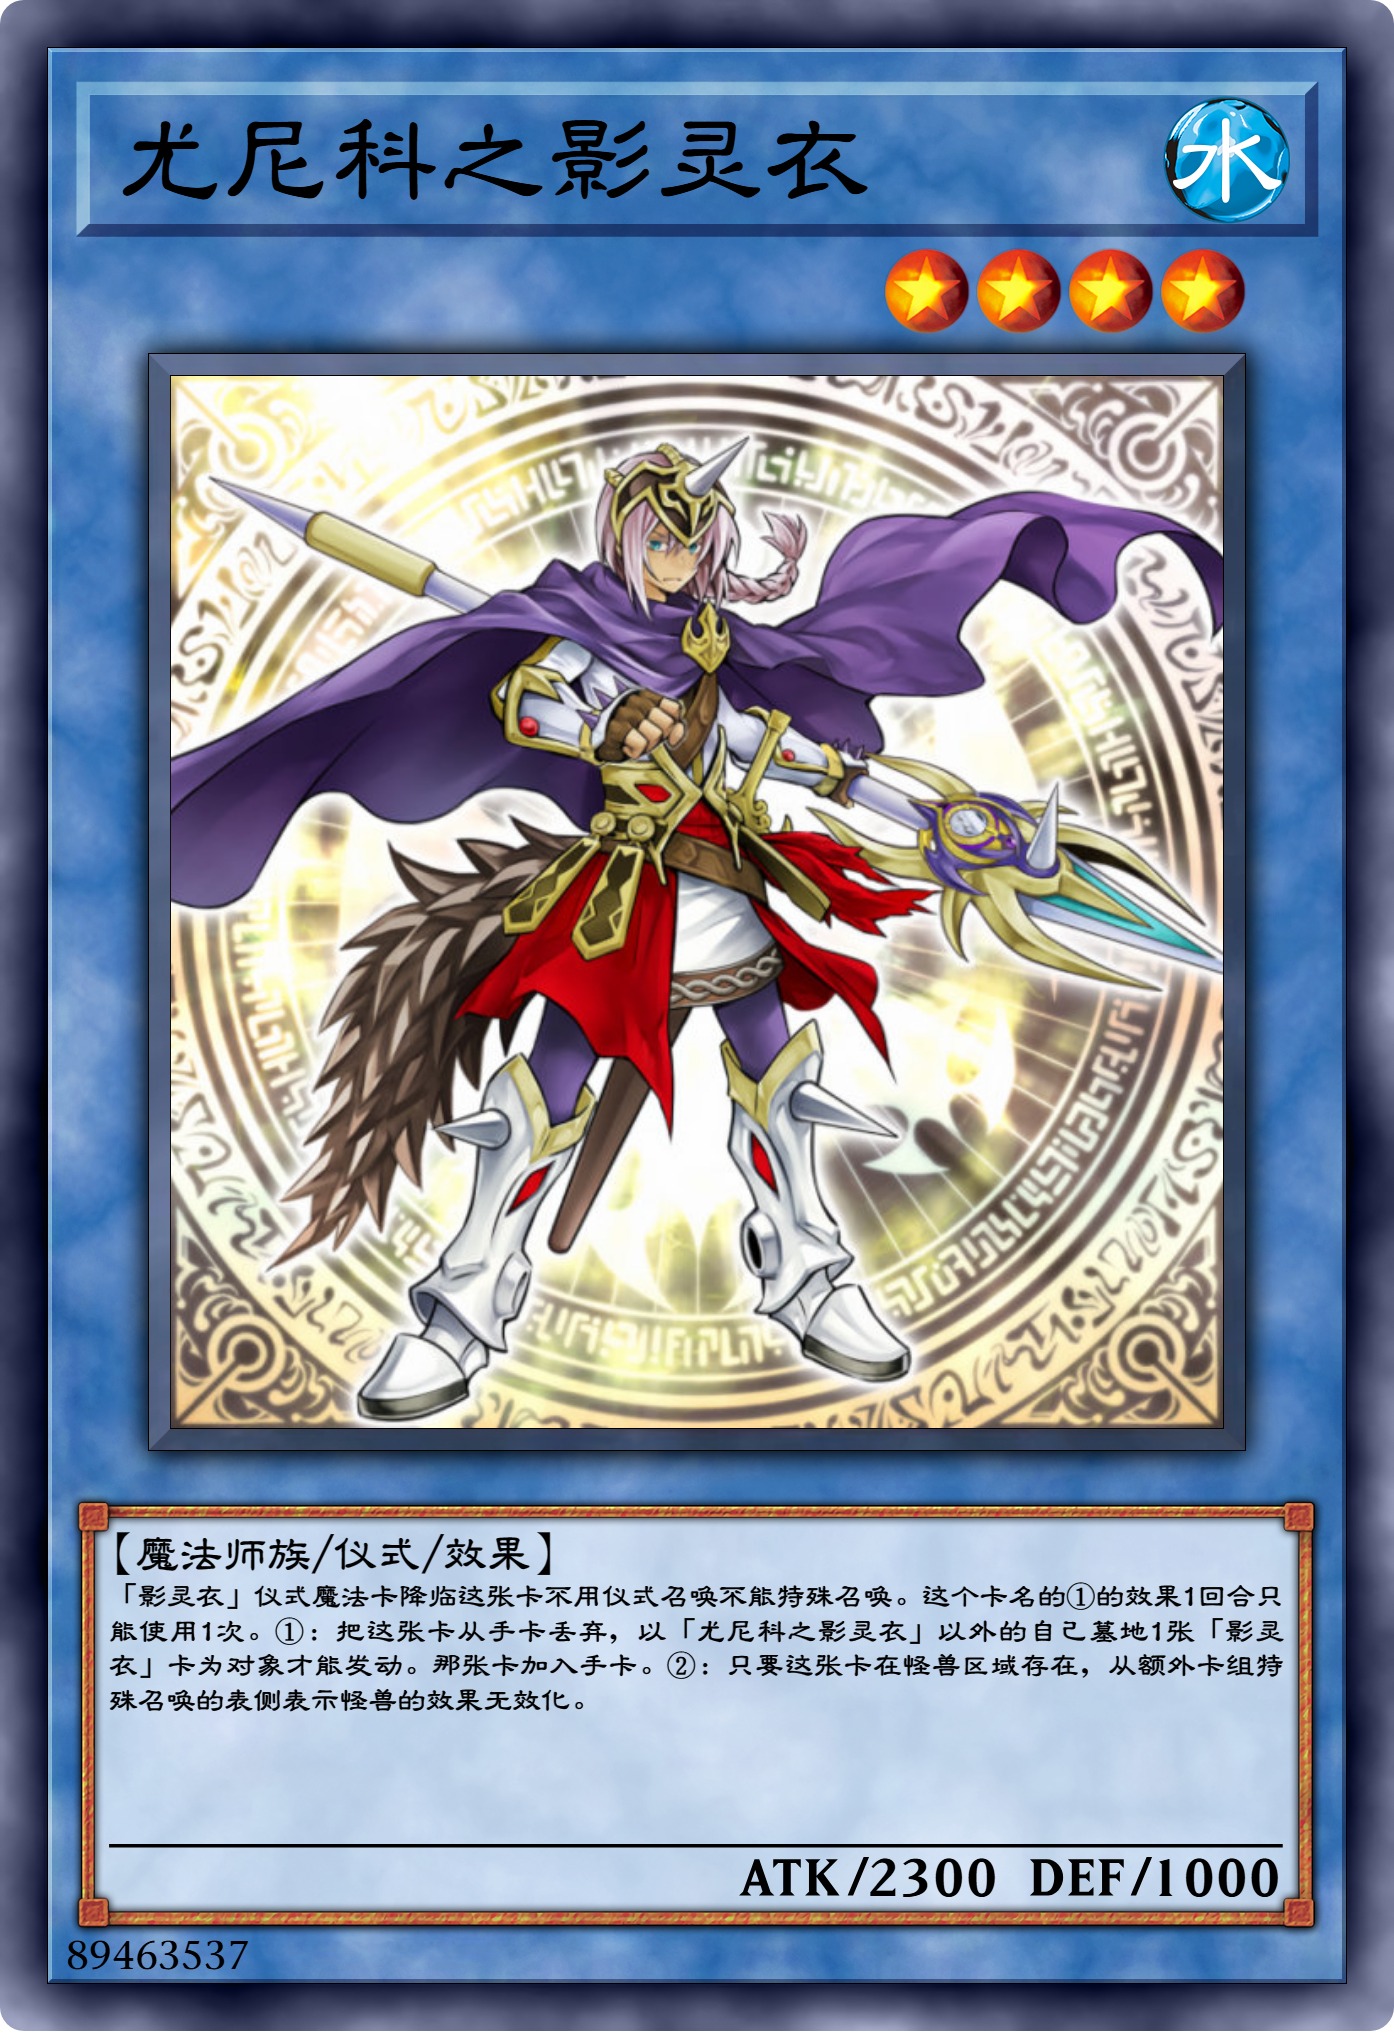 尤尼科之影灵衣
水
【魔法师族/仪式/效果】
「影灵衣」仪式魔法卡降临这张卡不用仪式召唤不能特殊召唤。这个卡名的①的效果1回合只
能使用1次。①：把这张卡从手卡丢弃，以「尤尼科之影灵衣」以外的自己墓地1张「影灵
衣」卡为对象才能发动。那张卡加入手卡。②：只要这张卡在怪兽区域存在，从额外卡组特
殊召唤的表侧表示怪兽的效果无效化。
ATK/2300 DEF/1000
89463537